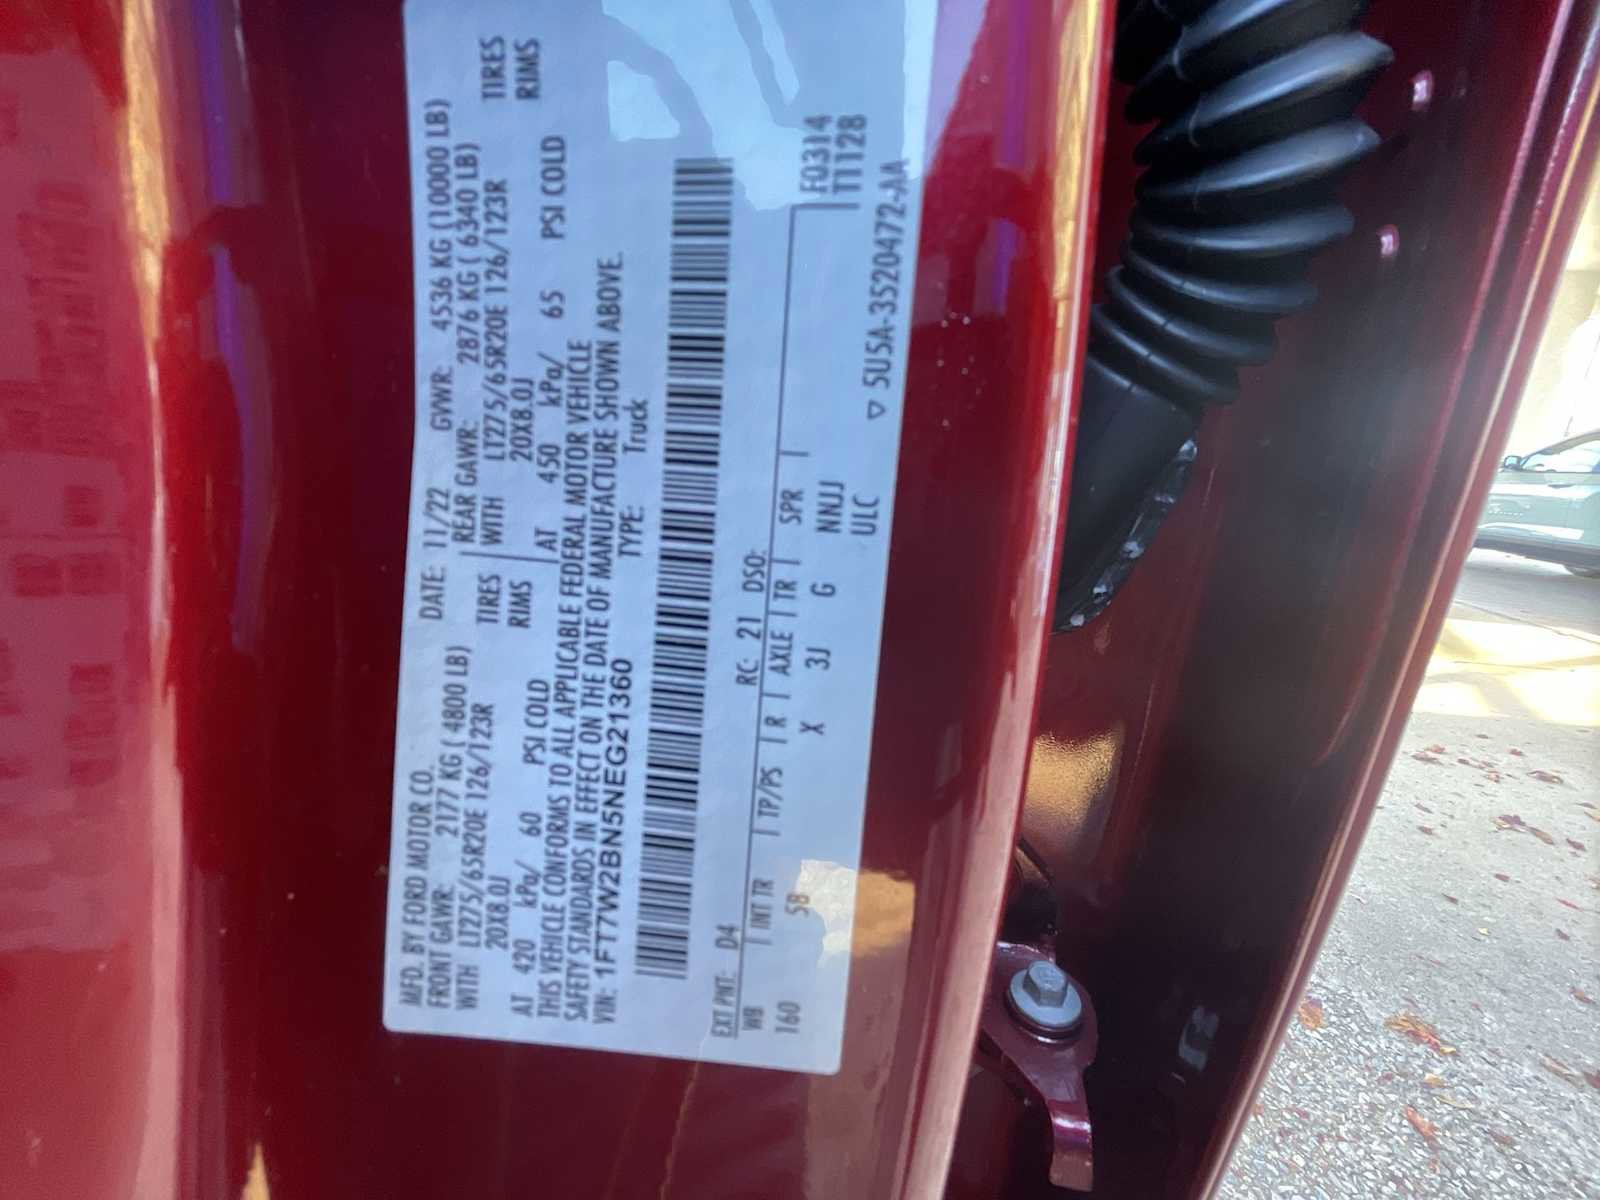 MFD. BY FORD MOTOR CO.
DATE: 11/22 GVWR: 4536 KG (10000 LB)
FRONT GAWR: 2177 KG ( 4800 LB) REAR GAWR: 2876 KG ( 6340 LB)
WITH LT275/65R20E 126/123R TIRES WITH LT275/65R20E 126/123R TIRES
20X8.0J RIMS 20X8.0J RIMS
AT 420 kPa/ 60 PSI COLD AT 450 kPa/ 65 PSI COLD
THIS VEHICLE CONFORMS TO ALL APPLICABLE FEDERAL MOTOR VEHICLE
SAFETY STANDARDS IN EFFECT ON THE DATE OF MANUFACTURE SHOWN ABOVE.
VIN: 1FT7W2BN5NEG21360 TYPE: Truck
EXT PNT: D4 RC: 21 DSO: F0314
WB INT TR TP/PS R AXLE TR SPR T1128
160 SB X 3J G NNJJ
ULC
▽ 5U5A-3520472-AA